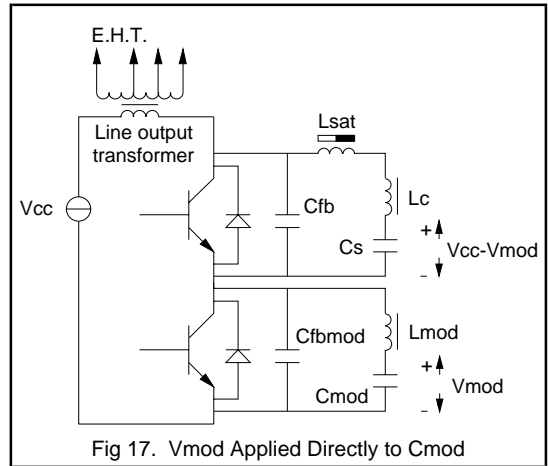 E.H.T.
Line output
transformer
Lsat
Vcc
Cfb
Lc
Cs
+
Vcc-Vmod
-
Cfbmod
Lmod
+
Cmod
Vmod
-
Fig 17. Vmod Applied Directly to Cmod